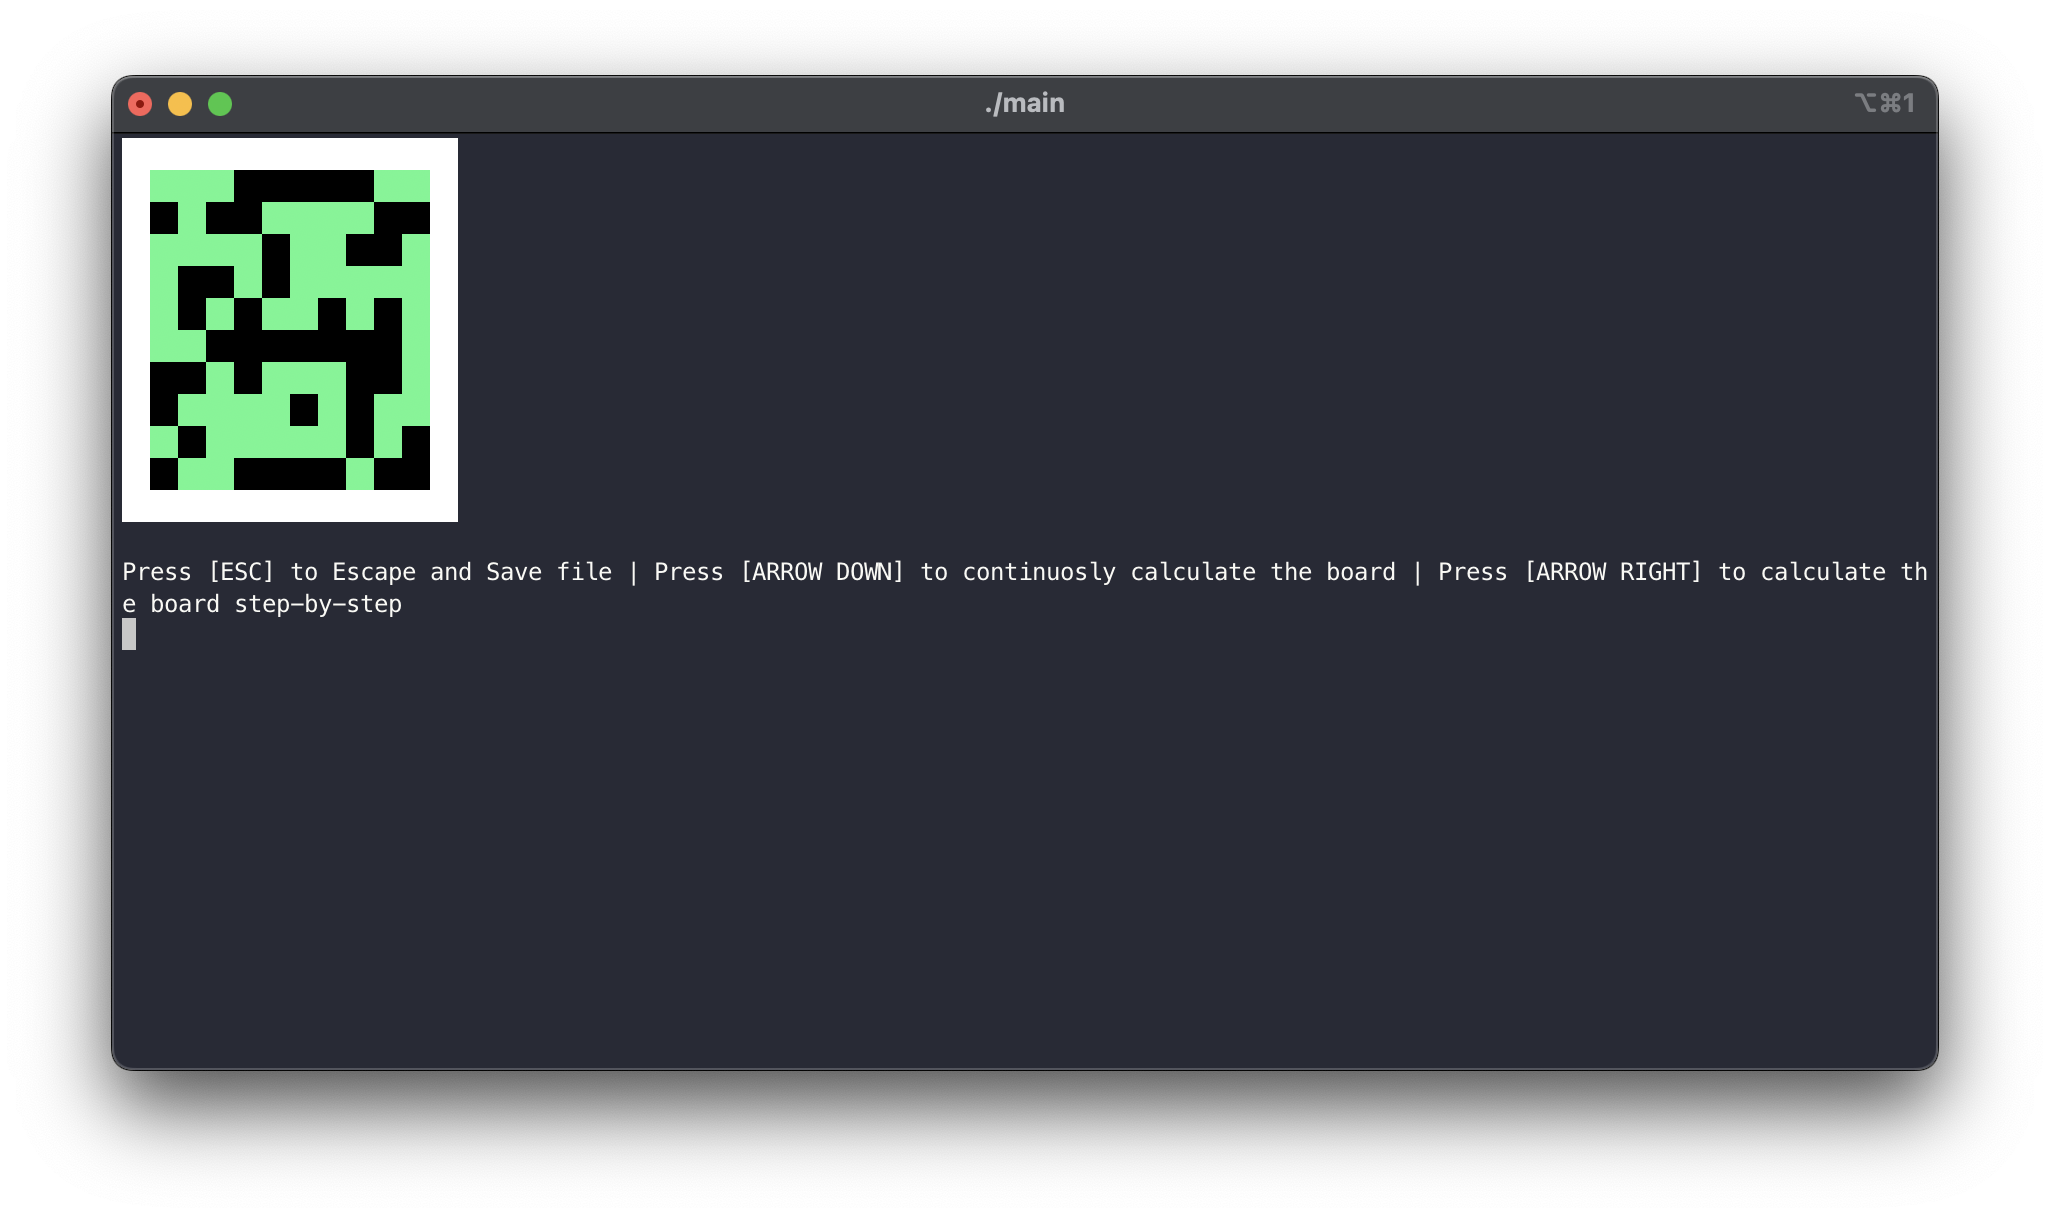 ./main
⌥⌘1
Press [ESC] to Escape and Save file | Press [ARROW DOWN] to continuosly calculate the board | Press [ARROW RIGHT] to calculate th
e board step-by-step